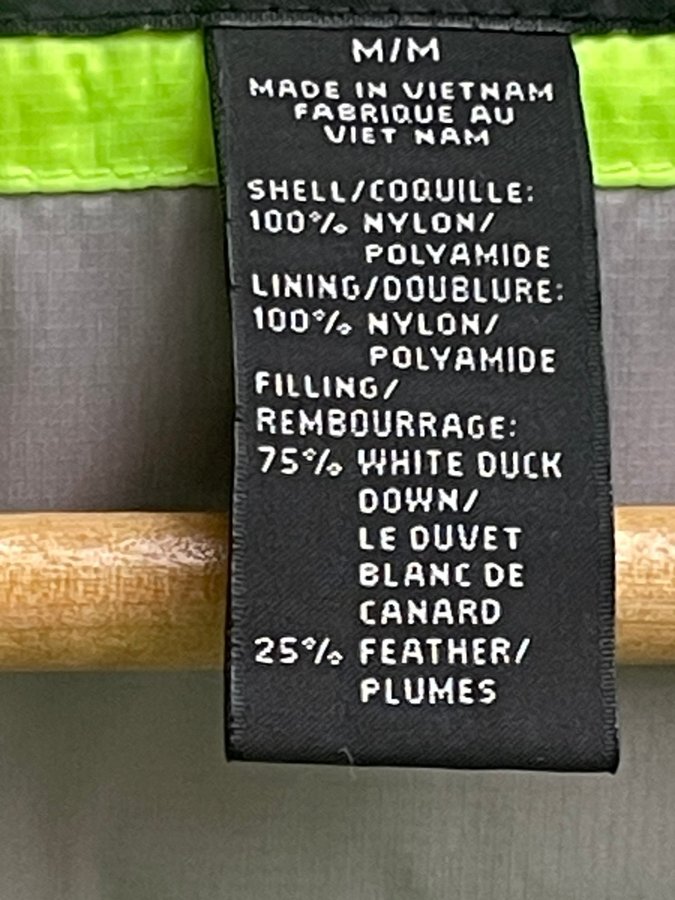 M/M
MADE IN VIETNAM
FABRIQUE AU
VIET NAM
SHELL/COQUILLE:
100% NYLON/
POLYAMIDE
LINING/DOUBLURE:
100% NYLON/
POLYAMIDE
FILLING/
REMBOURRAGE:
75% WHITE DUCK
DOWN/
LE DUVET
BLANC DE
CANARD
25% FEATHER/
PLUMES